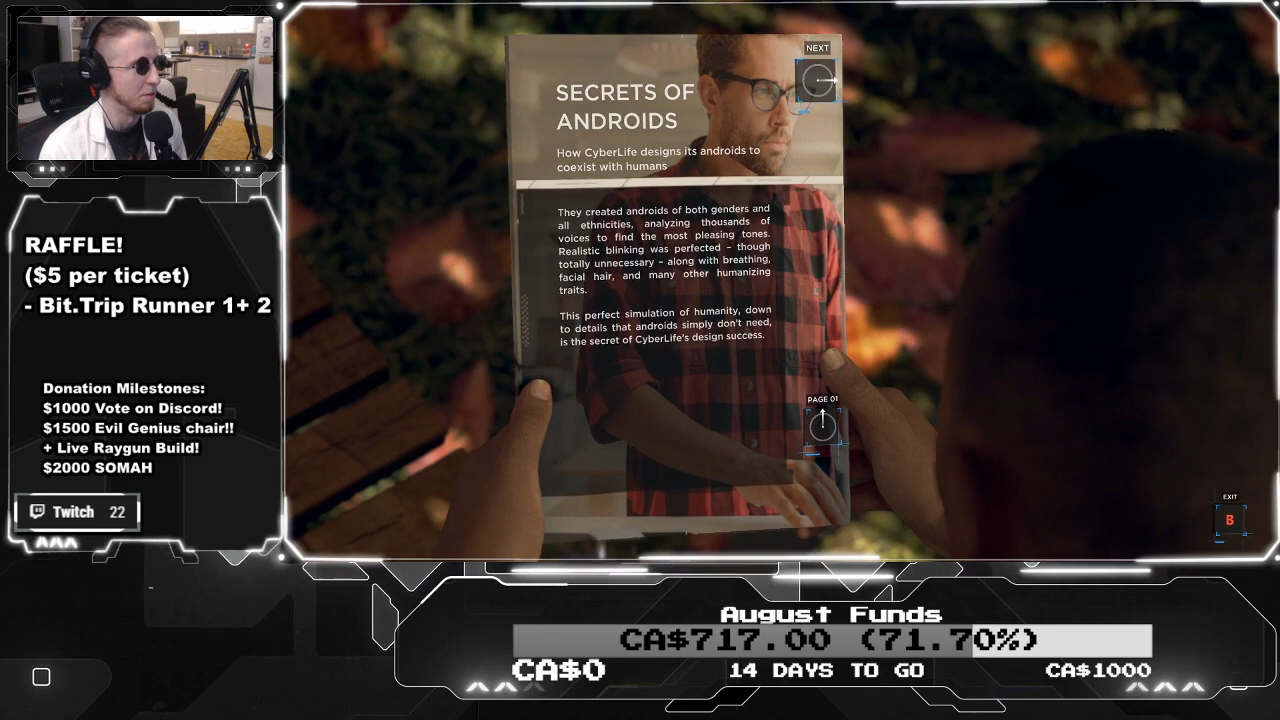 RAFFLE!
($5 per ticket)
- Bit.Trip Runner 1+ 2
Donation Milestones:
$1000 Vote on Discord!
$1500 Evil Genius chair!!
+ Live Raygun Build!
$2000 SOMAH
Twitch 22
NEXT
SECRETS OF
ANDROIDS
How CyberLife designs its androids to
coexist with humans
They created androids of both genders and
all ethnicities, analyzing thousands of
voices to find the most pleasing tones.
Realistic blinking was perfected – though
totally unnecessary – along with breathing,
facial hair, and many other humanizing
traits.
This perfect simulation of humanity, down
to details that androids simply don't need,
is the secret of CyberLife's design success.
PAGE 01
EXIT
B
August Funds
CA$717.00 (71.70%)
CA$0
14 DAYS TO GO
CA$1000